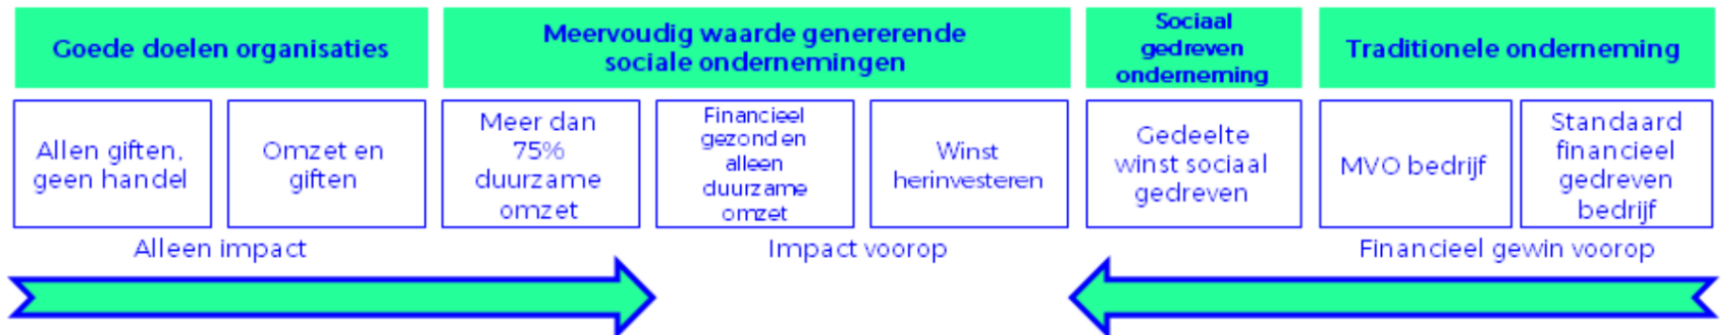 Goede doelen organisaties
Meervoudig waarde genererende
sociale ondernemingen
Sociaal
gedreven
onderneming
Traditionele onderneming
Allen giften,
geen handel
Omzet en
giften
Meer dan
75%
duurzame
omzet
Financieel
gezond en
alleen
duurzame
omzet
Winst
herinvesteren
Gedeelte
winst sociaal
gedreven
MVO bedrijf
Standaard
financieel
gedreven
bedrijf
Alleen impact
Impact voorop
Financieel gewin voorop